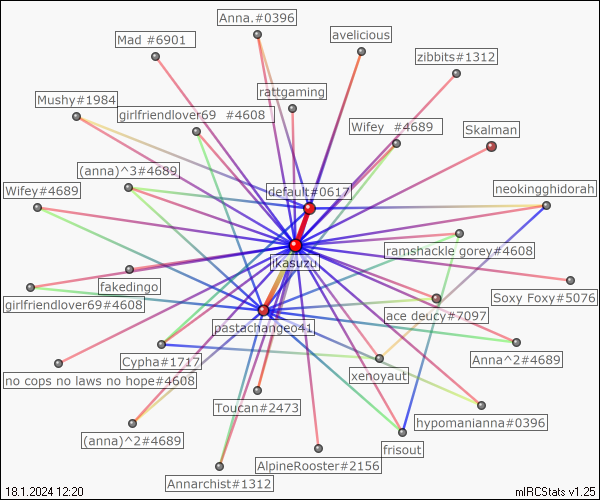 Anna.#0396
avelicious
Mad #6901
zibbits#1312
rattgaming
Mushy#1984
girlfriendlover69 #4608
Wifey #4689
Skalman
(anna)^3#4689
default#0617
Wifey#4689
neokingghidorah
ramshackle gorey#4608
ikasuzu
fakedingo
Soxy Foxy#5076
girlfriendlover69#4608
ace deucy#7097
pastachange041
Cypha#1717
Anna^2#4689
no cops no laws no hope#4608
xenoyaut
Toucan#2473
hypomanianna#0396
(anna)^2#4689
frisout
AlpineRooster#2156
Annarchist#1312
18.1.2024 12:20
mIRCStats v1.25